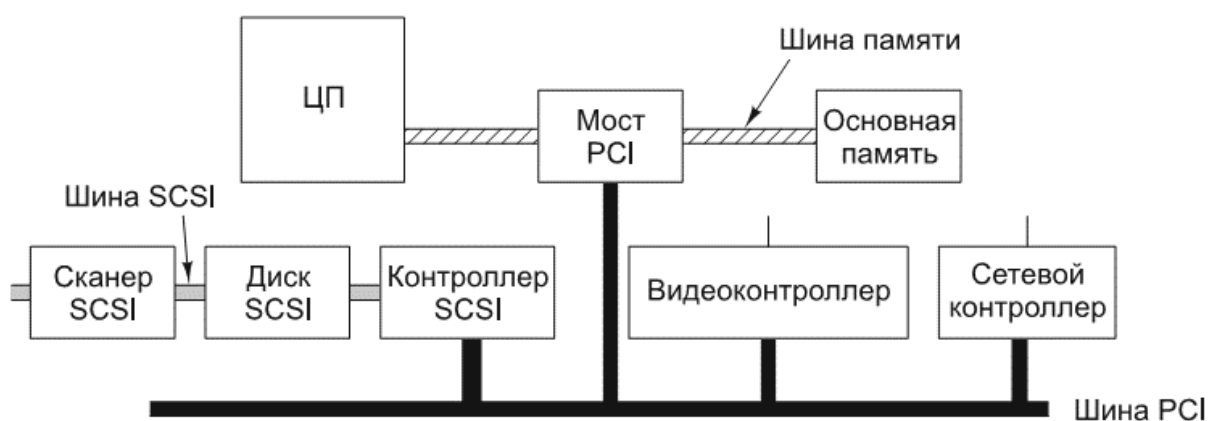 Шина памяти
ЦП
Мост
PCI
Основная
память
Шина SCSI
Сканер
SCSI
Диск
SCSI
Контроллер
SCSI
Видеоконтроллер
Сетевой
контроллер
Шина PCI